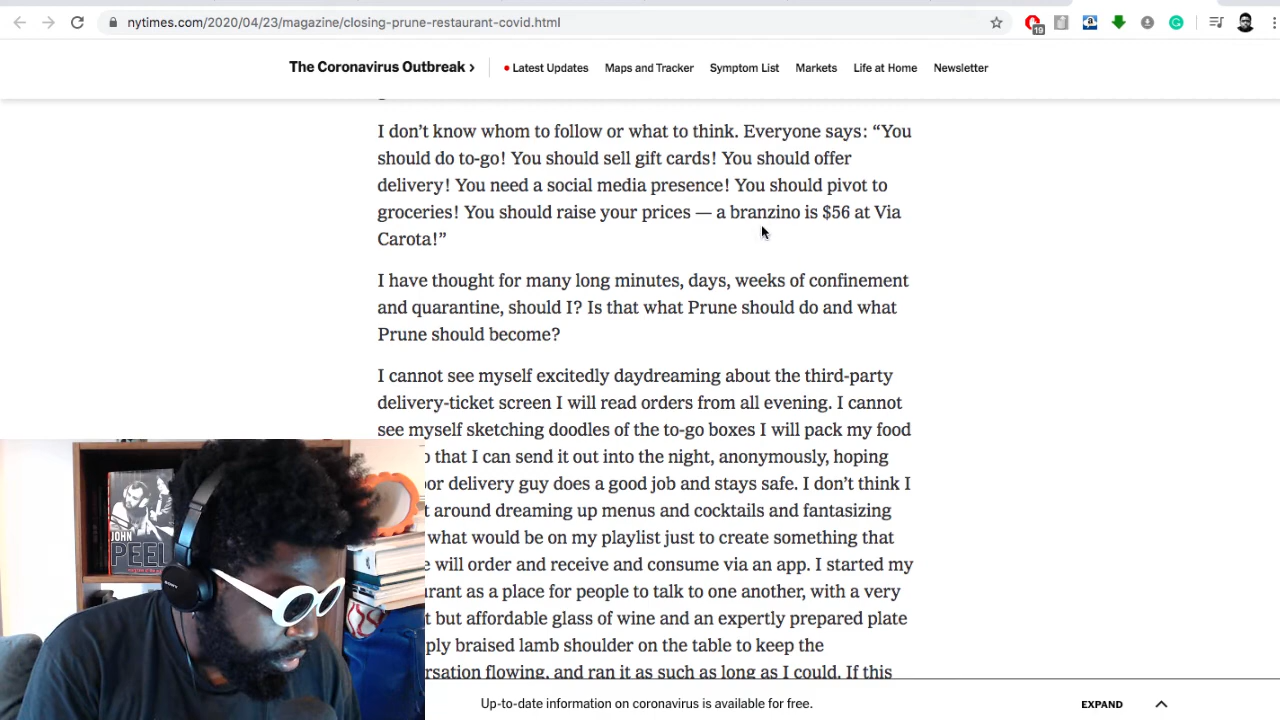 nytimes.com/2020/04/23/magazine/closing-prune-restaurant-covid.html
19
The Coronavirus Outbreak ›
Latest Updates
Maps and Tracker
Symptom List
Markets
Life at Home
Newsletter
I don’t know whom to follow or what to think. Everyone says: “You
should do to-go! You should sell gift cards! You should offer
delivery! You need a social media presence! You should pivot to
groceries! You should raise your prices — a branzino is $56 at Via
Carota!”
I have thought for many long minutes, days, weeks of confinement
and quarantine, should I? Is that what Prune should do and what
Prune should become?
I cannot see myself excitedly daydreaming about the third-party
delivery-ticket screen I will read orders from all evening. I cannot
see myself sketching doodles of the to-go boxes I will pack my food
that I can send it out into the night, anonymously, hoping
delivery guy does a good job and stays safe. I don’t think I
around dreaming up menus and cocktails and fantasizing
what would be on my playlist just to create something that
will order and receive and consume via an app. I started my
as a place for people to talk to one another, with a very
but affordable glass of wine and an expertly prepared plate
braised lamb shoulder on the table to keep the
flowing, and ran it as such as long as I could. If this
JOHN
PEEL
SONY
Up-to-date information on coronavirus is available for free.
EXPAND